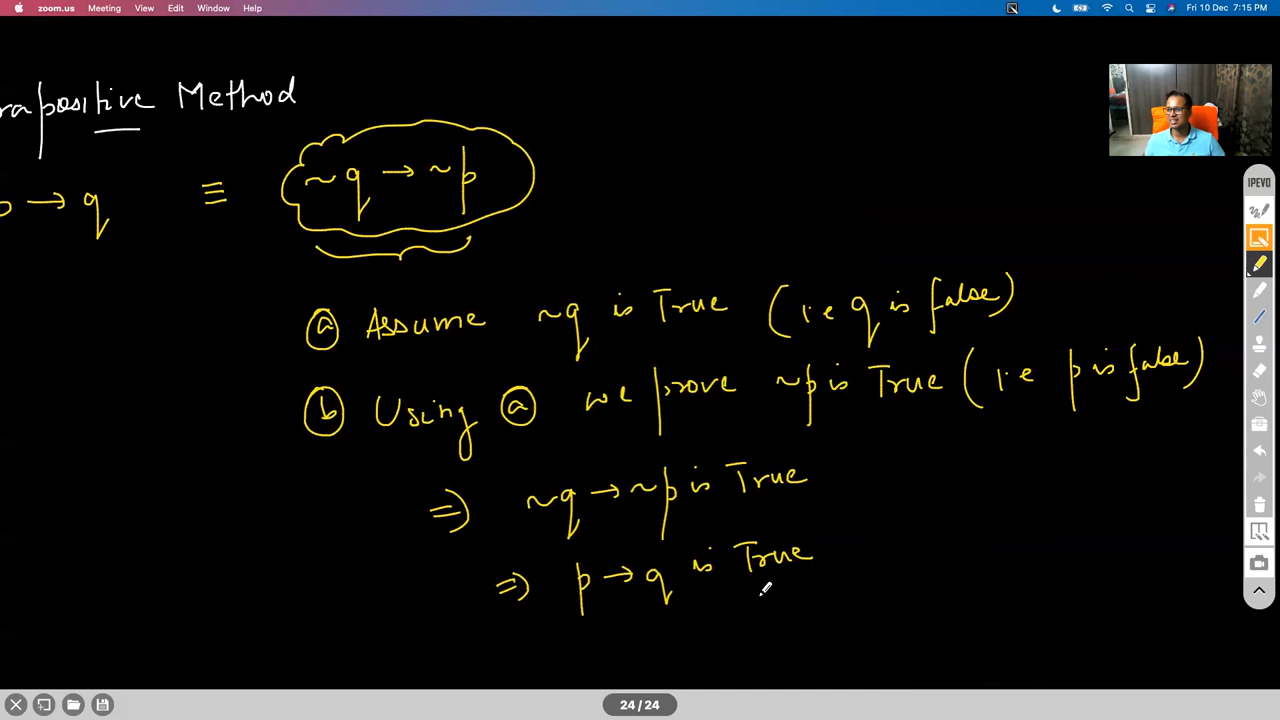 zoom.us Meeting View Edit Window Help Fri 10 Dec 7:15 PM
rapositive Method
p → q ≡ ~q → ~p
IPEVO
ⓐ Assume ~q is True (i.e q is false)
ⓑ Using ⓐ we prove ~p is True (i.e p is false)
⇒ ~q → ~p is True
⇒ p → q is True
24 / 24